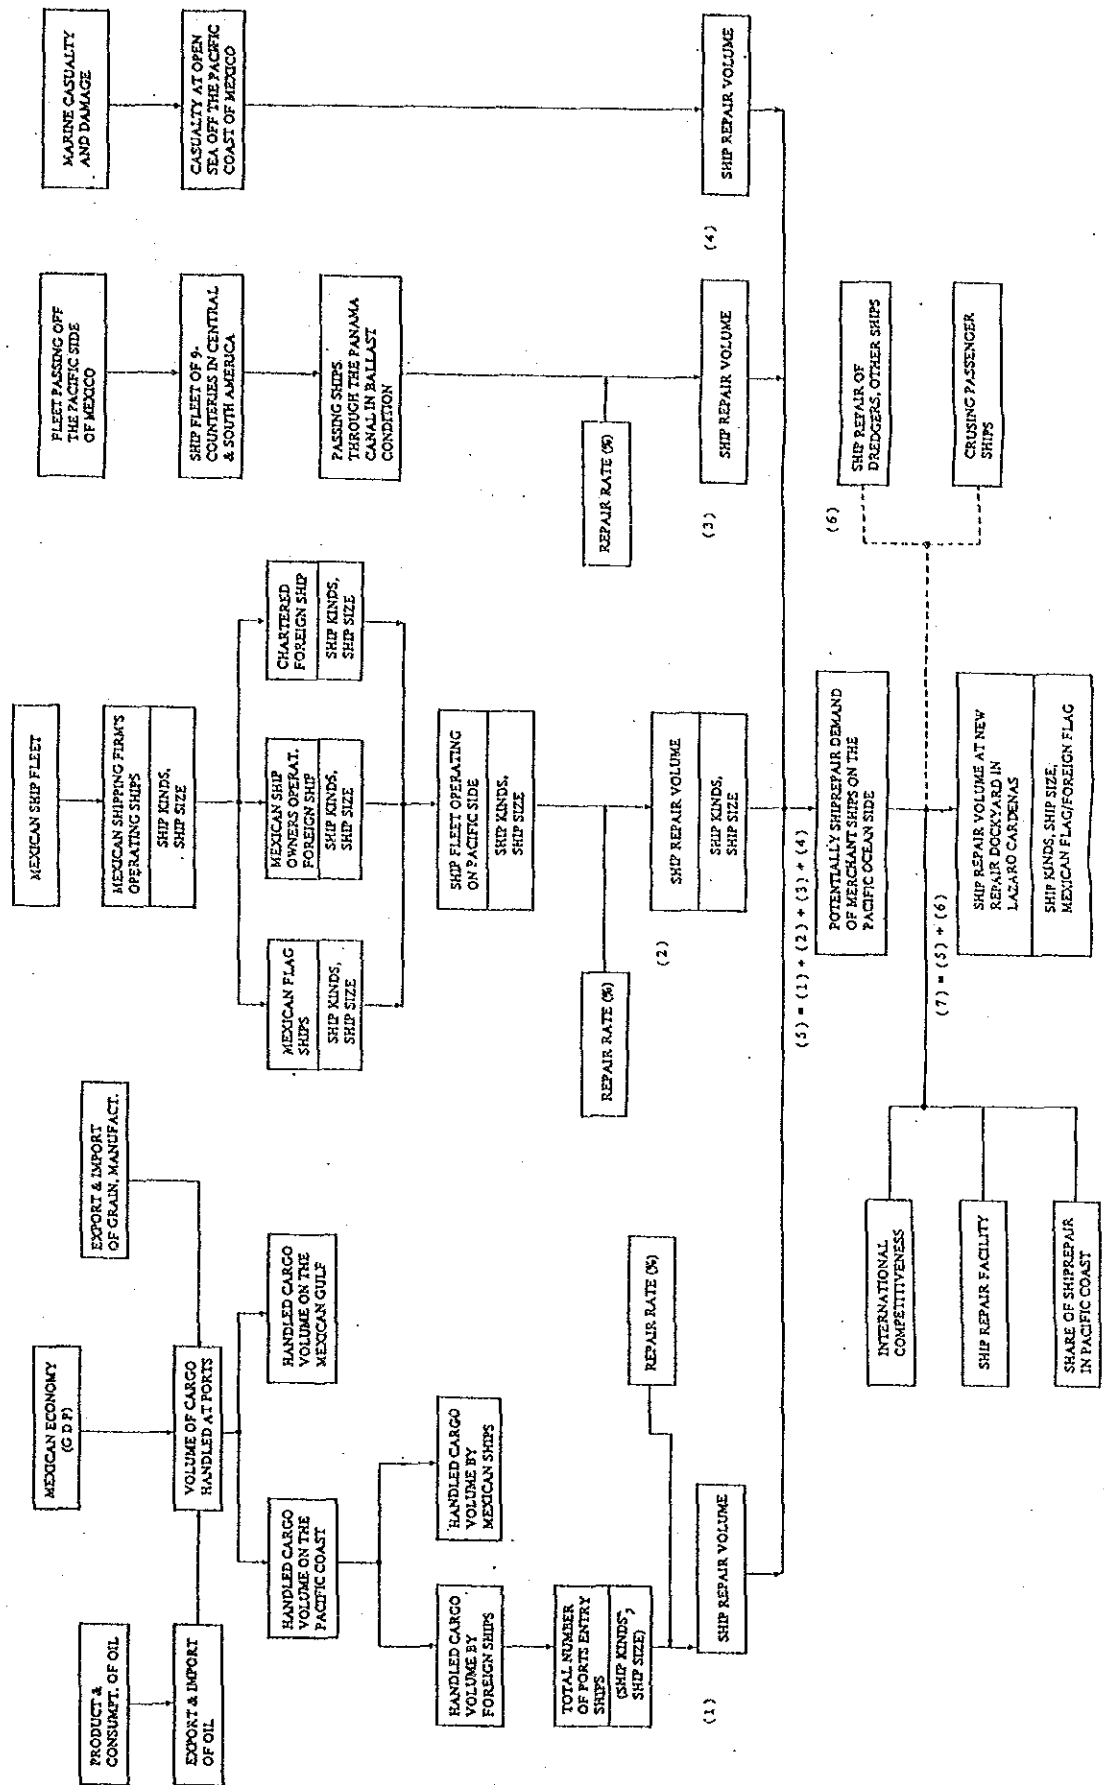 PRODUCT &
CONSUMPT. OF OIL
EXPORT & IMPORT
OF OIL
MEXICAN ECONOMY
(G D P)
VOLUME OF CARGO
HANDLED AT PORTS
EXPORT & IMPORT
OF GRAIN, MANUFACT.
HANDLED CARGO
VOLUME ON THE
PACIFIC COAST
HANDLED CARGO
VOLUME ON THE
MEXICAN GULF
HANDLED CARGO
VOLUME BY
FOREIGN SHIPS
HANDLED CARGO
VOLUME BY
MEXICAN SHIPS
TOTAL NUMBER
OF PORTS ENTRY
SHIPS
(SHIP KINDS,
SHIP SIZE)
REPAIR RATE (%)
(1)
SHIP REPAIR VOLUME
MEXICAN SHIP FLEET
MEXICAN SHIPPING FIRM'S
OPERATING SHIPS
SHIP KINDS,
SHIP SIZE
MEXICAN FLAG
SHIPS
SHIP KINDS,
SHIP SIZE
MEXICAN SHIP
OWNERS OPERAT.
FOREIGN SHIP
SHIP KINDS,
SHIP SIZE
CHARTERED
FOREIGN SHIP
SHIP KINDS,
SHIP SIZE
SHIP FLEET OPERATING
ON PACIFIC SIDE
SHIP KINDS,
SHIP SIZE
REPAIR RATE (%)
(2)
SHIP REPAIR VOLUME
SHIP KINDS,
SHIP SIZE
FLEET PASSING OFF
THE PACIFIC SIDE
OF MEXICO
SHIP FLEET OF 9-
COUNTERIES IN CENTRAL
& SOUTH AMERICA
PASSING SHIPS
THROUGH THE PANAMA
CANAL IN BALLAST
CONDITION
REPAIR RATE (%)
(3)
SHIP REPAIR VOLUME
MARINE CASUALTY
AND DAMAGE
CASUALTY AT OPEN
SEA OFF THE PACIFIC
COAST OF MEXICO
(4)
SHIP REPAIR VOLUME
(5) = (1) + (2) + (3) + (4)
POTENTIALLY SHIPREPAIR DEMAND
OF MERCHANT SHIPS ON THE
PACIFIC OCEAN SIDE
INTERNATIONAL
COMPETITIVENESS
SHIP REPAIR FACILITY
SHARE OF SHIPREPAIR
IN PACIFIC COAST
(6)
SHIP REPAIR OF
DREDGERS, OTHER SHIPS
CRUSING PASSENGER
SHIPS
(7) = (5) + (6)
SHIP REPAIR VOLUME AT NEW
REPAIR DOCKYARD IN
LAZARO CARDENAS
SHIP KINDS, SHIP SIZE,
MEXICAN FLAG/FOREIGN FLAG